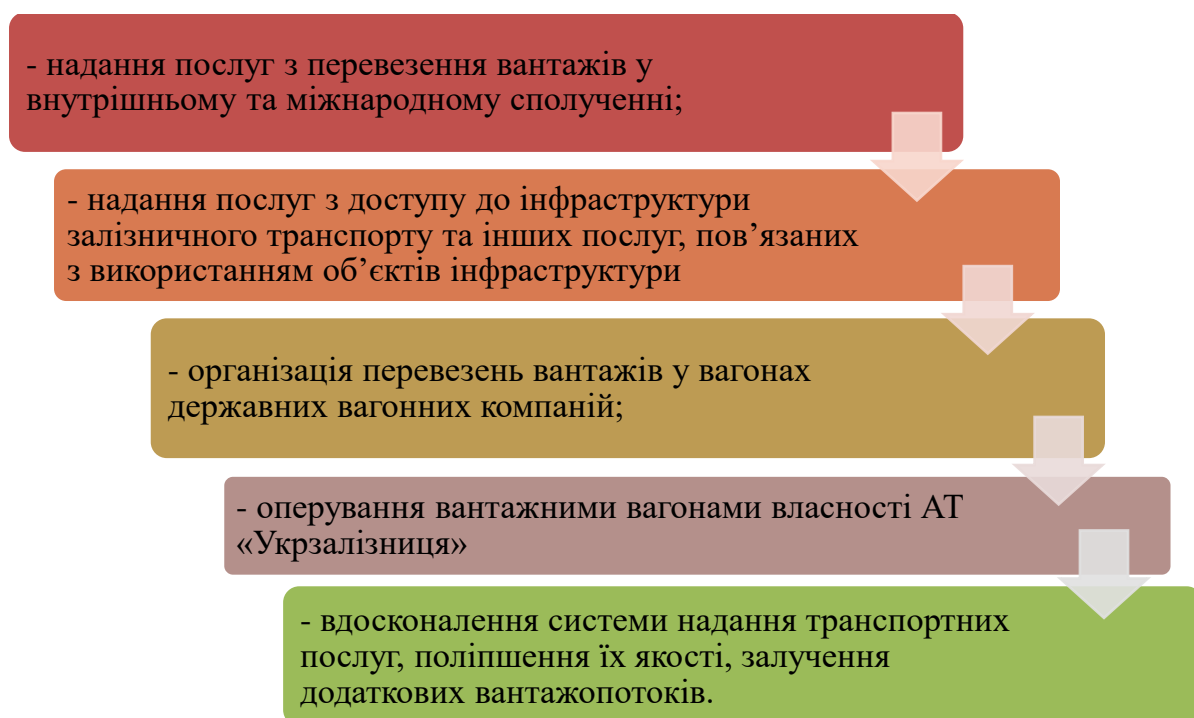 - надання послуг з перевезення вантажів у
внутрішньому та міжнародному сполученні;
- надання послуг з доступу до інфраструктури
залізничного транспорту та інших послуг, пов’язаних
з використанням об’єктів інфраструктури
- організація перевезень вантажів у вагонах
державних вагонних компаній;
- оперування вантажними вагонами власності АТ
«Укрзалізниця»
- вдосконалення системи надання транспортних
послуг, поліпшення їх якості, залучення
додаткових вантажопотоків.